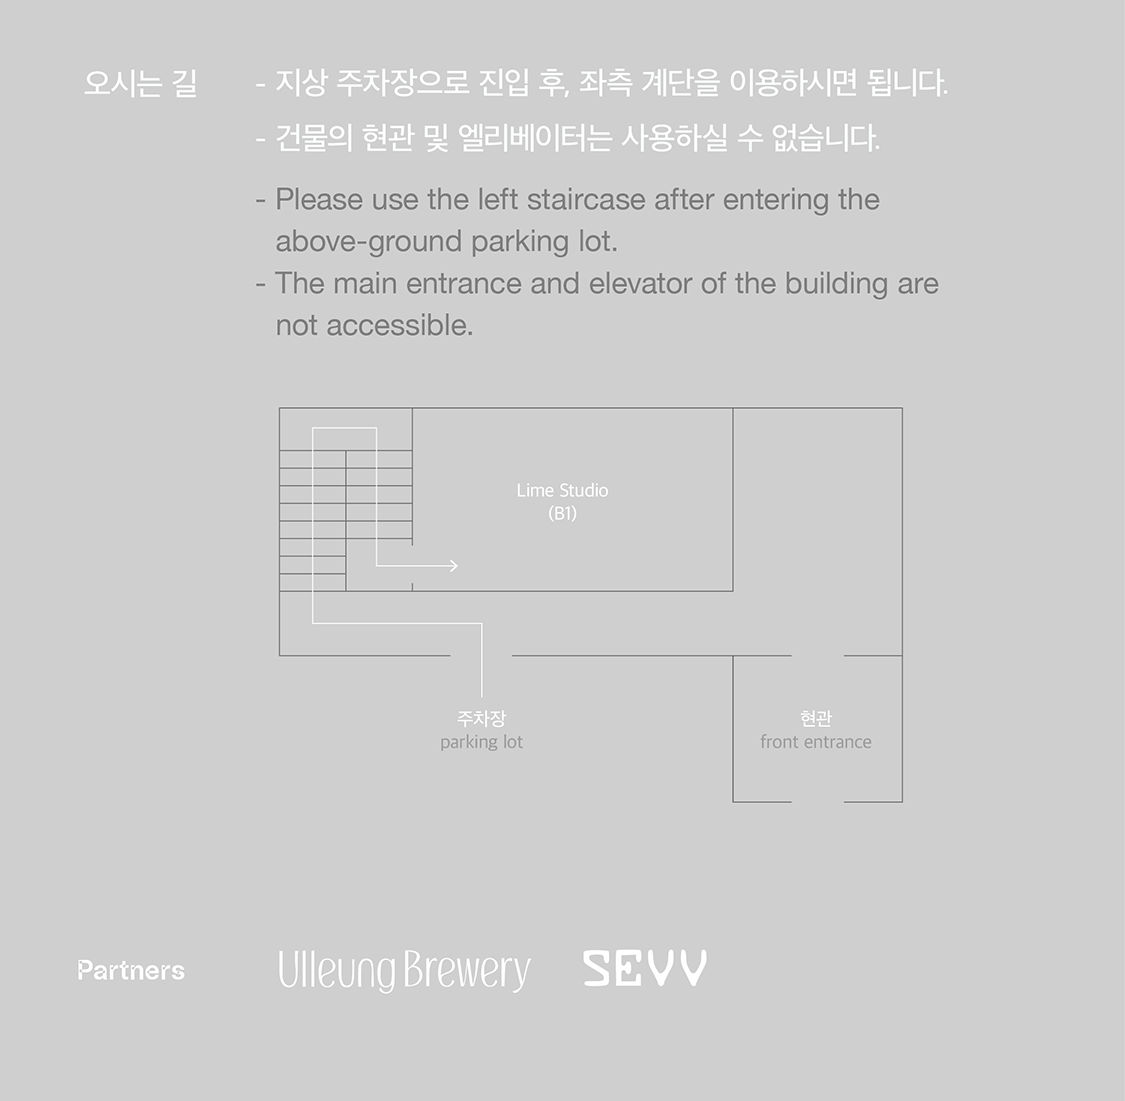 오시는 길
- 지상 주차장으로 진입 후, 좌측 계단을 이용하시면 됩니다.
- 건물의 현관 및 엘리베이터는 사용하실 수 없습니다.
- Please use the left staircase after entering the
above-ground parking lot.
- The main entrance and elevator of the building are
not accessible.
Lime Studio
(B1)
주차장
parking lot
현관
front entrance
Partners
Ulleung Brewery
SEVV